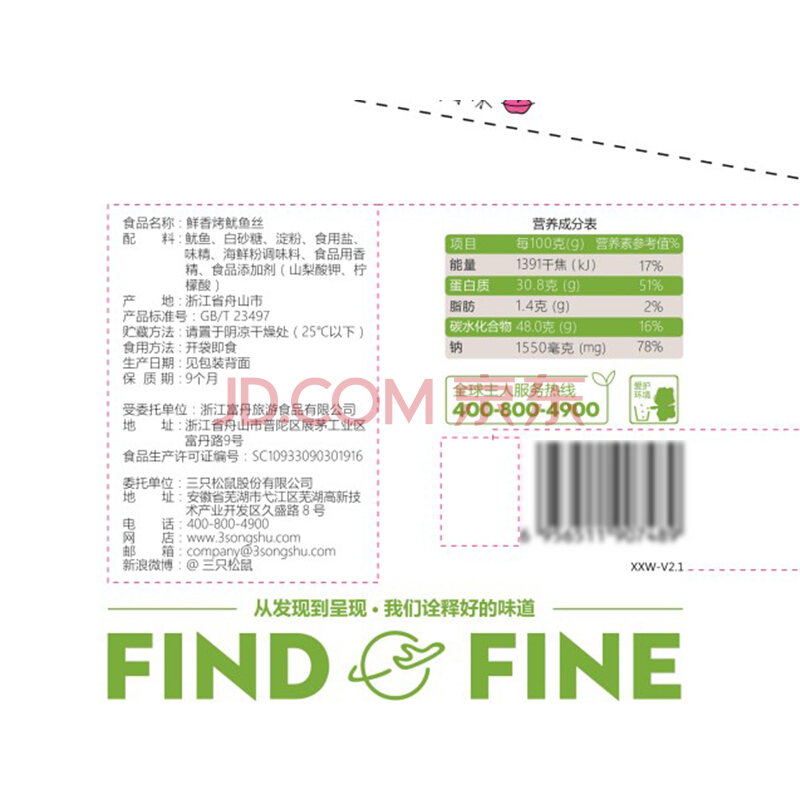 食品名称：鲜香烤鱿鱼丝
配 料：鱿鱼、白砂糖、淀粉、食用盐、
味精、海鲜粉调味料、食品用香
精、食品添加剂（山梨酸钾、柠
檬酸）
产 地：浙江省舟山市
产品标准号：GB/T 23497
贮藏方法：请置于阴凉干燥处（25℃以下）
食用方法：开袋即食
生产日期：见包装背面
保 质 期：9个月
受委托单位：浙江富丹旅游食品有限公司
地 址：浙江省舟山市普陀区展茅工业区
富丹路9号
食品生产许可证编号：SC10933090301916
委托单位：三只松鼠股份有限公司
地 址：安徽省芜湖市弋江区芜湖高新技
术产业开发区久盛路8号
电 话：400-800-4900
网 店：www.3songshu.com
邮 箱：company@3songshu.com
新浪微博：@三只松鼠
营养成分表
项目 每100克(g) 营养素参考值%
能量 1391千焦（kJ） 17%
蛋白质 30.8克 (g) 51%
脂肪 1.4克 (g) 2%
碳水化合物 48.0克 (g) 16%
钠 1550毫克 (mg) 78%
全球主人服务热线
400-800-4900
爱护
环境
JD.COM 京东
6 956511 907489
XXW-V2.1
从发现到呈现·我们诠释好的味道
FIND FINE